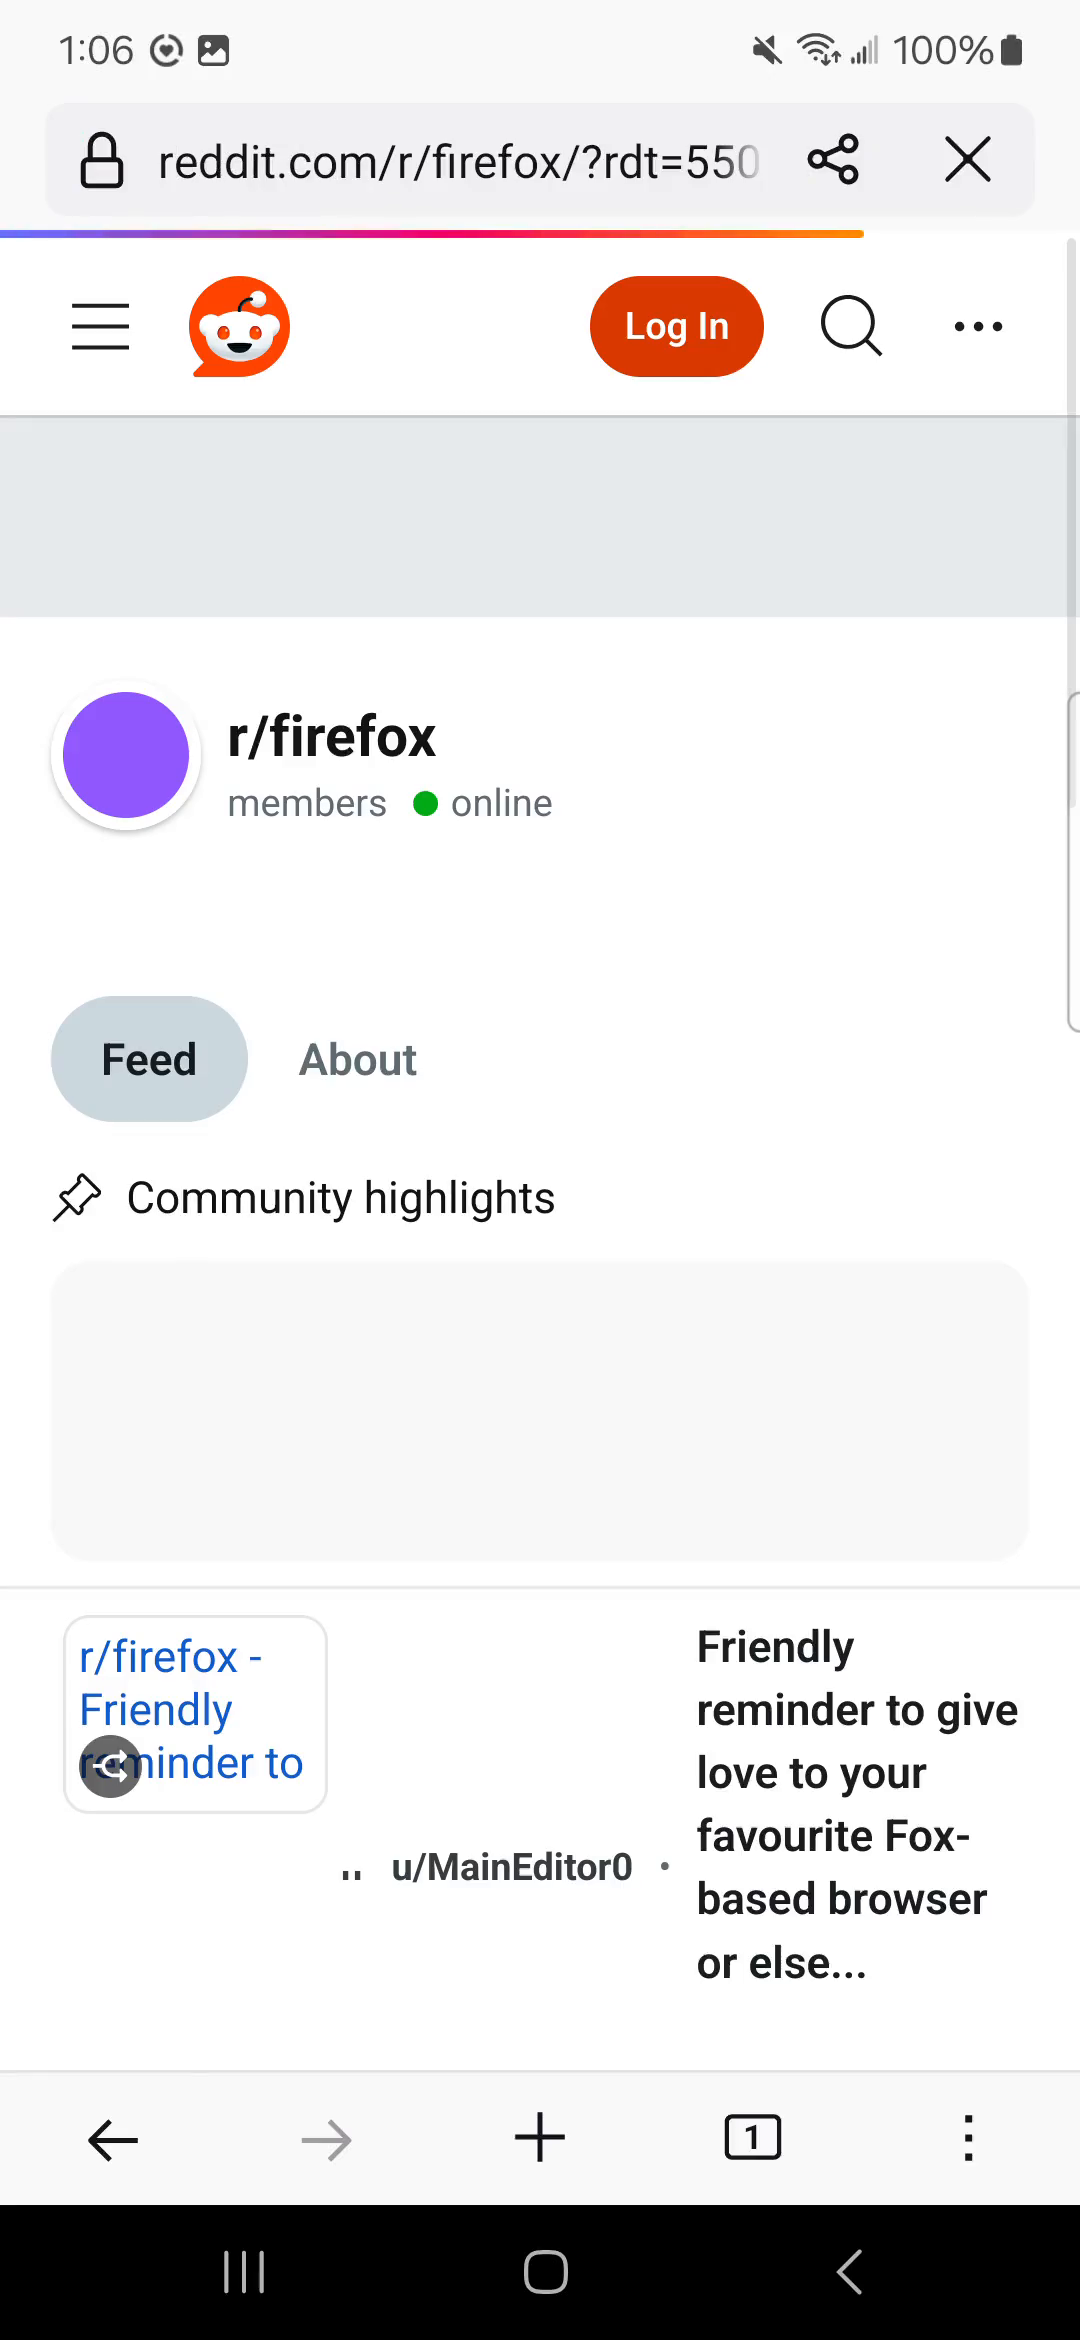 1:06
100%
reddit.com/r/firefox/?rdt=550
Log In
r/firefox
members online
Feed
About
Community highlights
r/firefox -
Friendly
reminder to
u/MainEditor0 •
Friendly
reminder to give
love to your
favourite Fox-
based browser
or else...
1